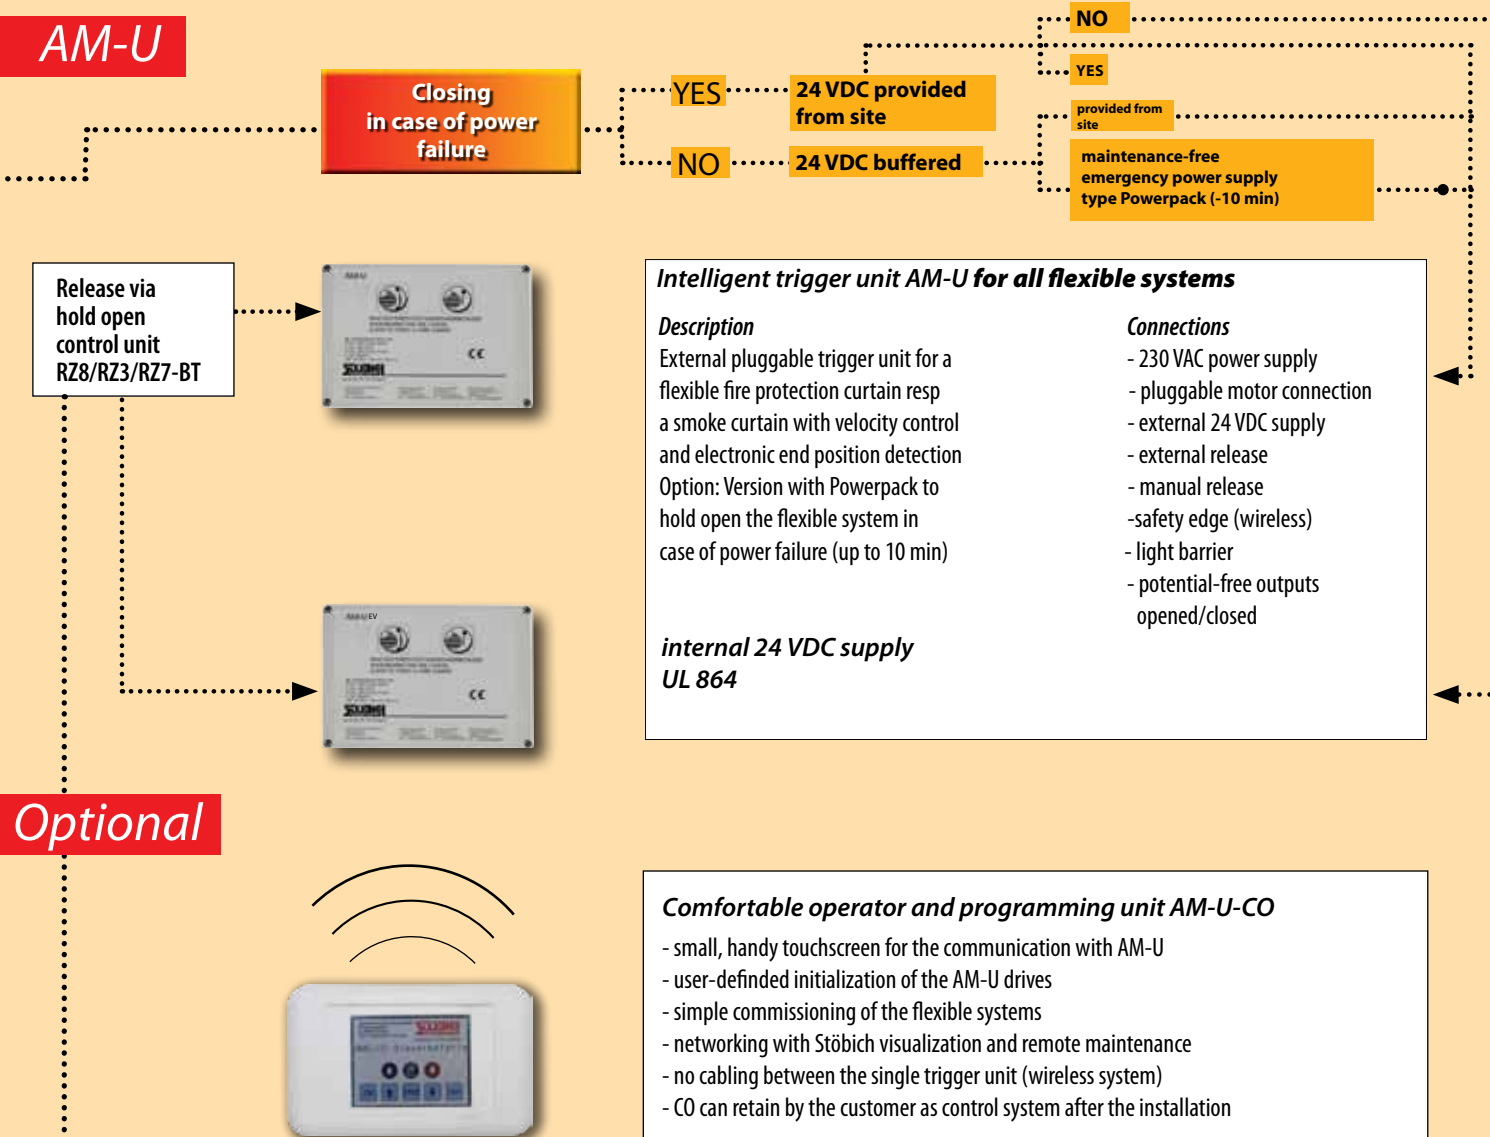 AM-U
NO
YES
Closing
in case of power
failure
YES
24 VDC provided
from site
provided from
site
NO
24 VDC buffered
maintenance-free
emergency power supply
type Powerpack (-10 min)
Release via
hold open
control unit
RZ8/RZ3/RZ7-BT
AM-U
CE
Intelligent trigger unit AM-U for all flexible systems
Description
External pluggable trigger unit for a
flexible fire protection curtain resp
a smoke curtain with velocity control
and electronic end position detection
Option: Version with Powerpack to
hold open the flexible system in
case of power failure (up to 10 min)
Connections
- 230 VAC power supply
- pluggable motor connection
- external 24 VDC supply
- external release
- manual release
-safety edge (wireless)
- light barrier
- potential-free outputs
opened/closed
internal 24 VDC supply
UL 864
AM-U EV
CE
Optional
Comfortable operator and programming unit AM-U-CO
- small, handy touchscreen for the communication with AM-U
- user-definded initialization of the AM-U drives
- simple commissioning of the flexible systems
- networking with Stöbich visualization and remote maintenance
- no cabling between the single trigger unit (wireless system)
- CO can retain by the customer as control system after the installation